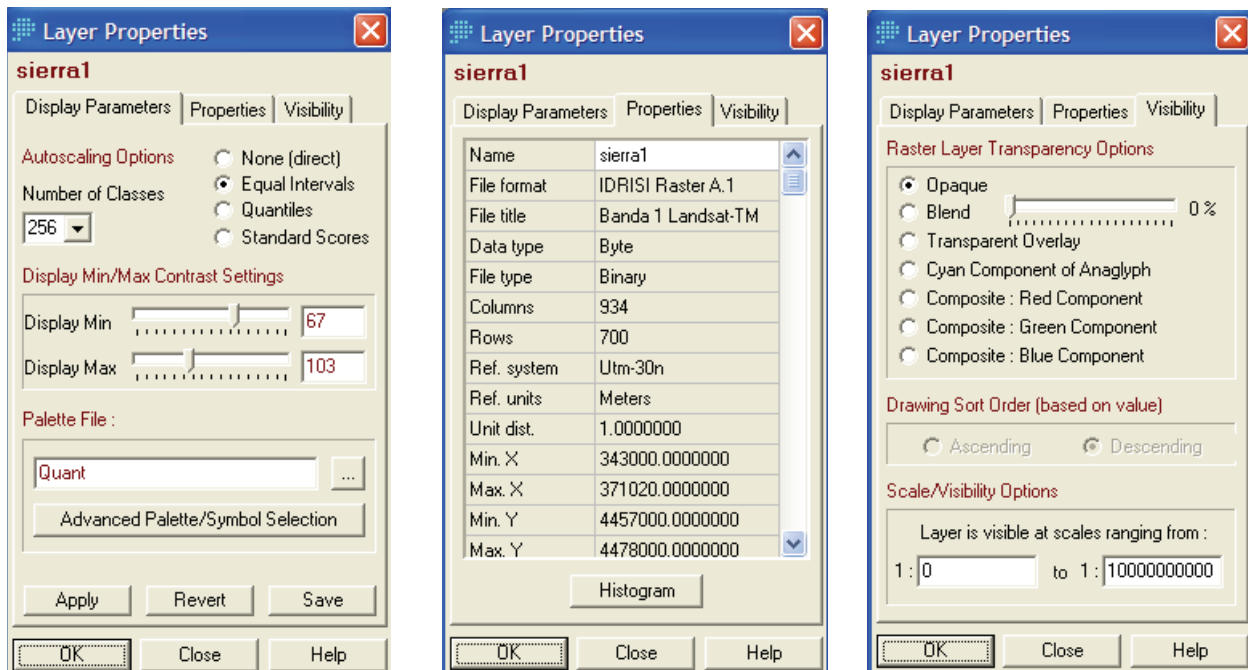 Layer Properties
sierra1
Display Parameters Properties Visibility
Autoscaling Options
None (direct)
Number of Classes
Equal Intervals
256
Quantiles
Standard Scores
Display Min/Max Contrast Settings
Display Min 67
Display Max 103
Palette File :
Quant ...
Advanced Palette/Symbol Selection
Apply Revert Save
OK Close Help
Layer Properties
sierra1
Display Parameters Properties Visibility
Name sierra1
File format IDRISI Raster A.1
File title Banda 1 Landsat-TM
Data type Byte
File type Binary
Columns 934
Rows 700
Ref. system Utm-30n
Ref. units Meters
Unit dist. 1.0000000
Min. X 343000.0000000
Max. X 371020.0000000
Min. Y 4457000.0000000
Max. Y 4478000.0000000
Histogram
OK Close Help
Layer Properties
sierra1
Display Parameters Properties Visibility
Raster Layer Transparency Options
Opaque
Blend 0 %
Transparent Overlay
Cyan Component of Anaglyph
Composite : Red Component
Composite : Green Component
Composite : Blue Component
Drawing Sort Order (based on value)
Ascending Descending
Scale/Visibility Options
Layer is visible at scales ranging from :
1 : 0 to 1 : 10000000000
OK Close Help